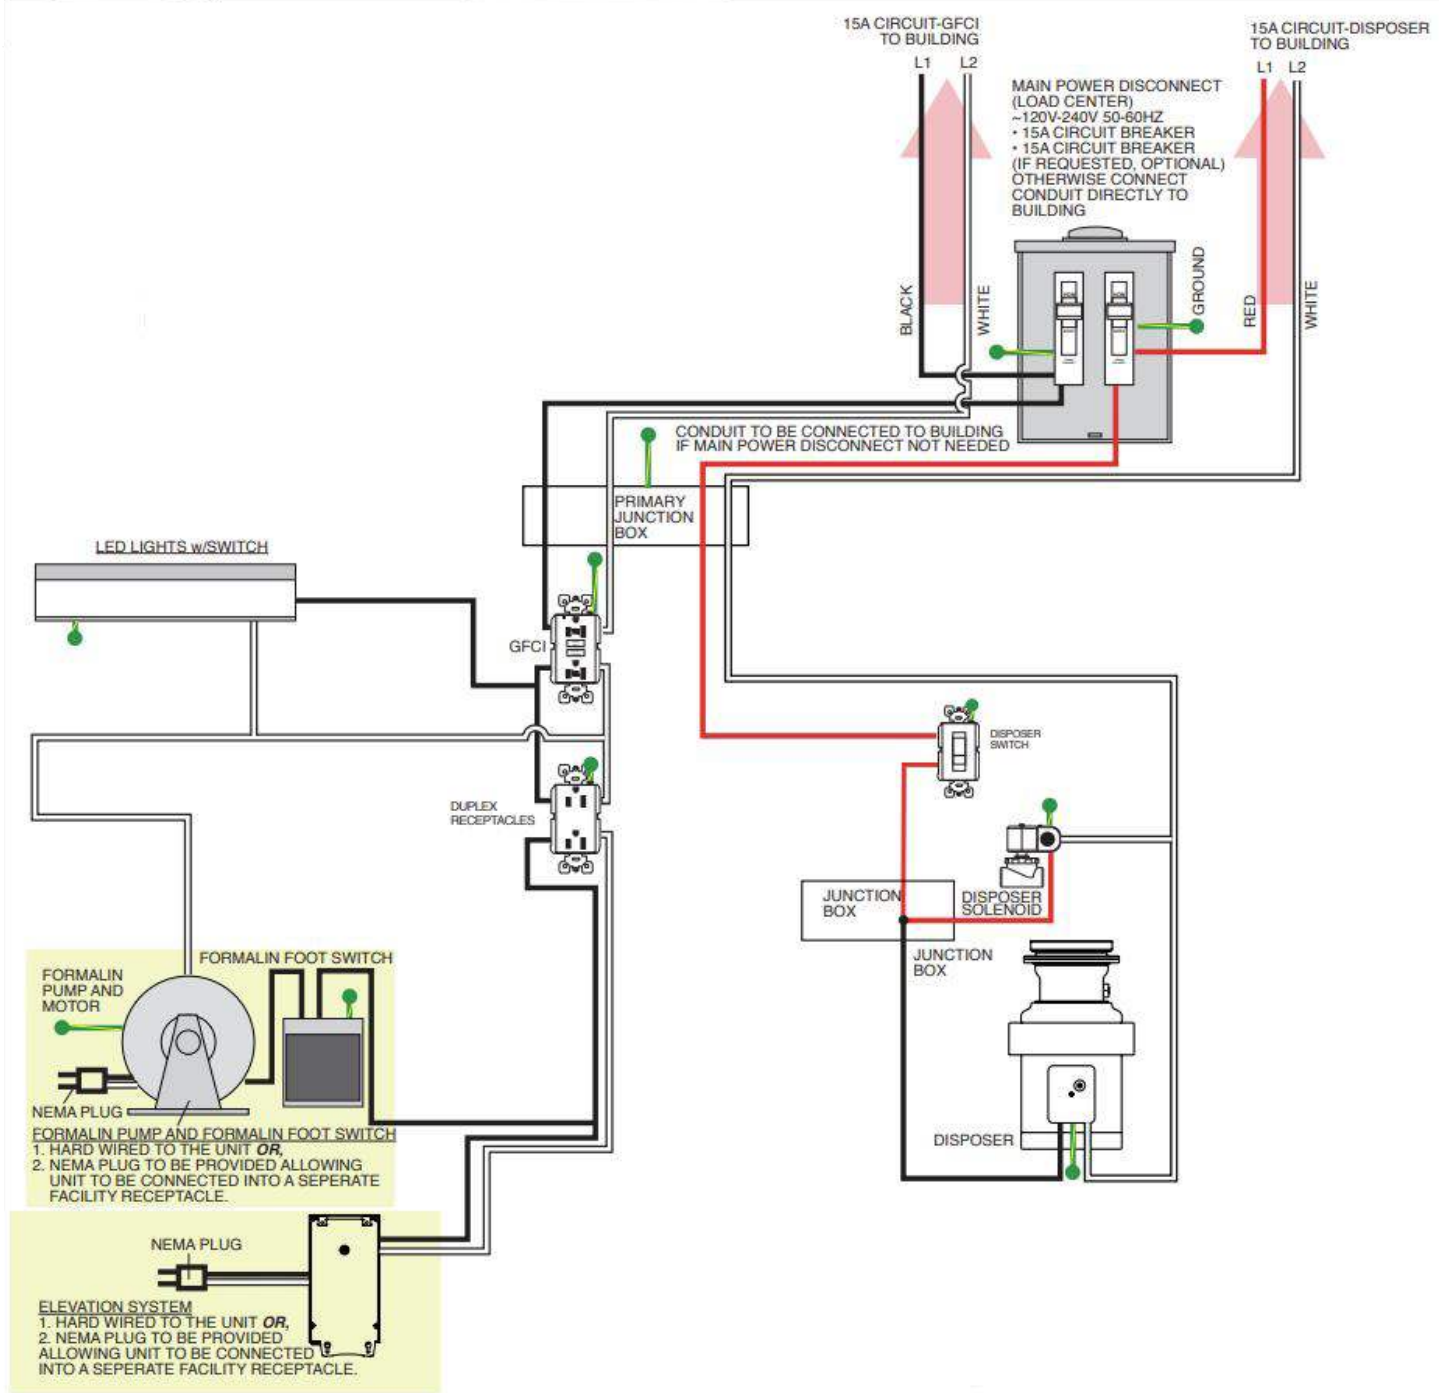 15A CIRCUIT-GFCI
TO BUILDING
L1 L2
15A CIRCUIT-DISPOSER
TO BUILDING
L1 L2
MAIN POWER DISCONNECT
(LOAD CENTER)
~120V-240V 50-60HZ
• 15A CIRCUIT BREAKER
• 15A CIRCUIT BREAKER
(IF REQUESTED, OPTIONAL)
OTHERWISE CONNECT
CONDUIT DIRECTLY TO
BUILDING
BLACK
WHITE
GROUND
RED
WHITE
CONDUIT TO BE CONNECTED TO BUILDING
IF MAIN POWER DISCONNECT NOT NEEDED
PRIMARY
JUNCTION
BOX
LED LIGHTS w/SWITCH
GFCI
DISPOSER
SWITCH
DUPLEX
RECEPTACLES
JUNCTION
BOX
DISPOSER
SOLENOID
JUNCTION
BOX
FORMALIN FOOT SWITCH
FORMALIN
PUMP AND
MOTOR
NEMA PLUG
DISPOSER
FORMALIN PUMP AND FORMALIN FOOT SWITCH
1. HARD WIRED TO THE UNIT OR,
2. NEMA PLUG TO BE PROVIDED ALLOWING
UNIT TO BE CONNECTED INTO A SEPERATE
FACILITY RECEPTACLE.
NEMA PLUG
ELEVATION SYSTEM
1. HARD WIRED TO THE UNIT OR,
2. NEMA PLUG TO BE PROVIDED
ALLOWING UNIT TO BE CONNECTED
INTO A SEPERATE FACILITY RECEPTACLE.